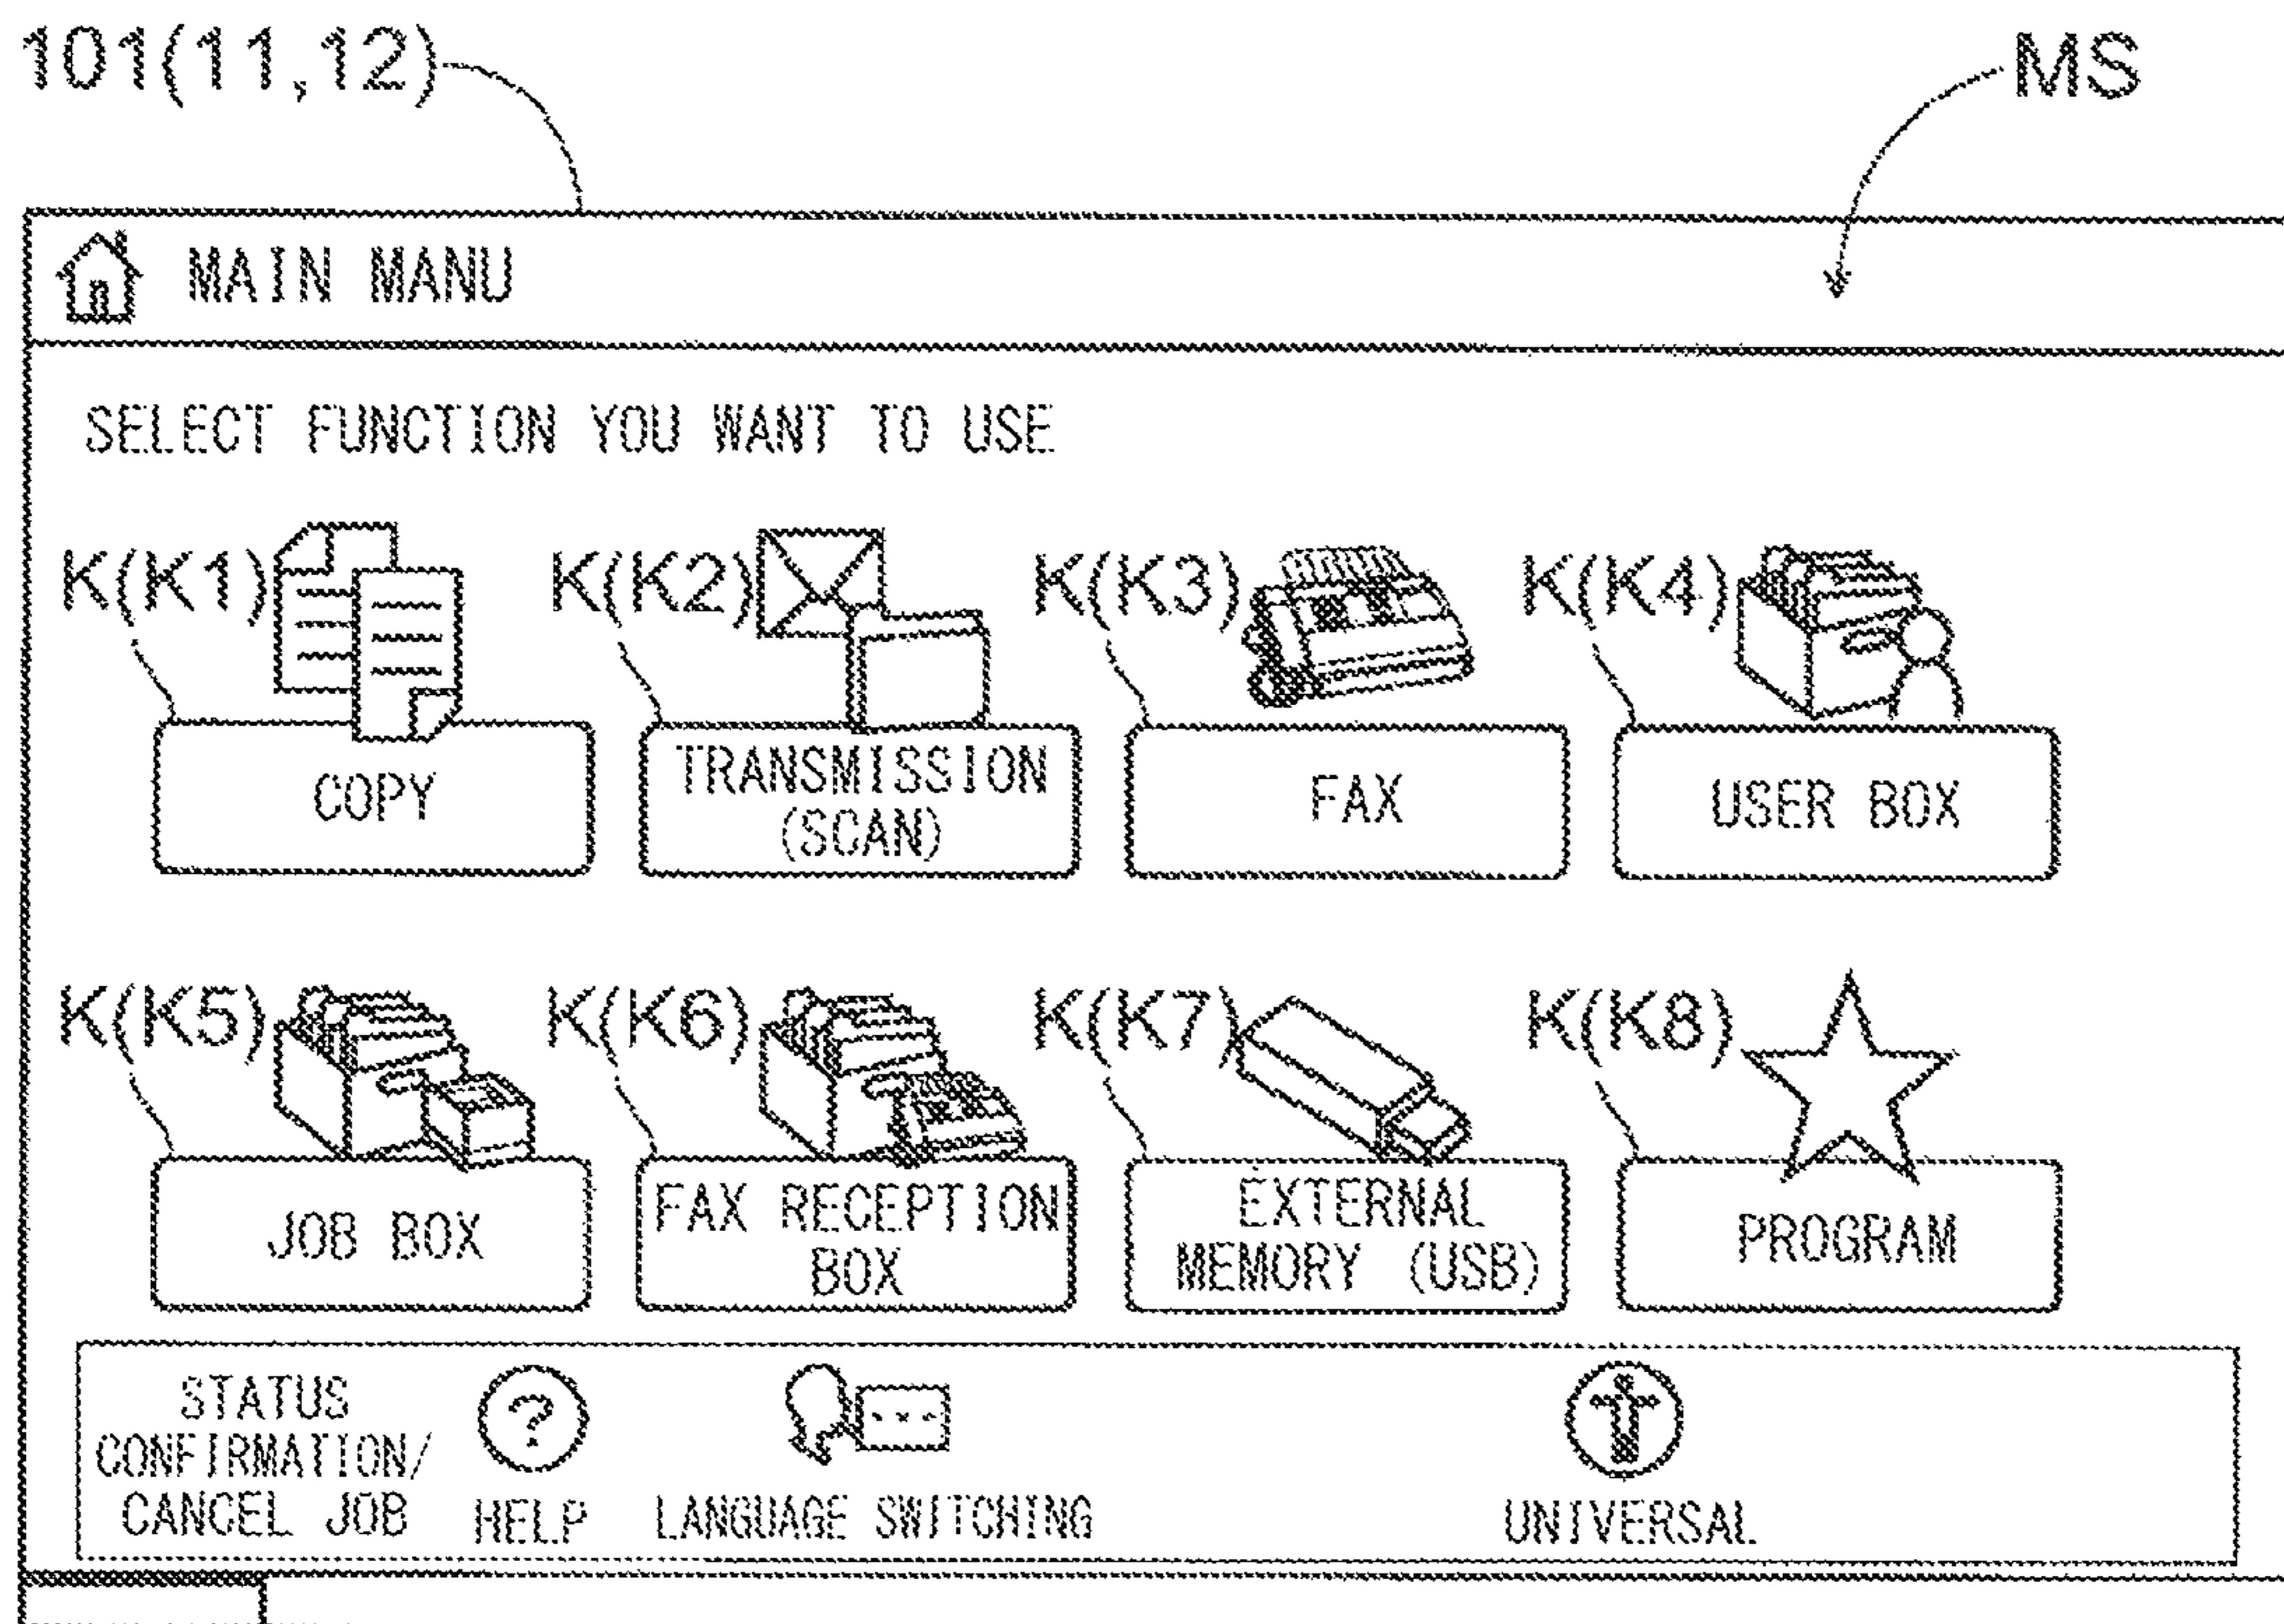 101(11,12)
MS
MAIN MANU
SELECT FUNCTION YOU WANT TO USE
K(K1) K(K2) K(K3) K(K4)
COPY
TRANSMISSION
(SCAN)
FAX
USER BOX
K(K5) K(K6) K(K7) K(K8)
JOB BOX
FAX RECEPTION
BOX
EXTERNAL
MEMORY (USB)
PROGRAM
STATUS
CONFIRMATION/
CANCEL JOB
?
HELP
LANGUAGE SWITCHING
UNIVERSAL